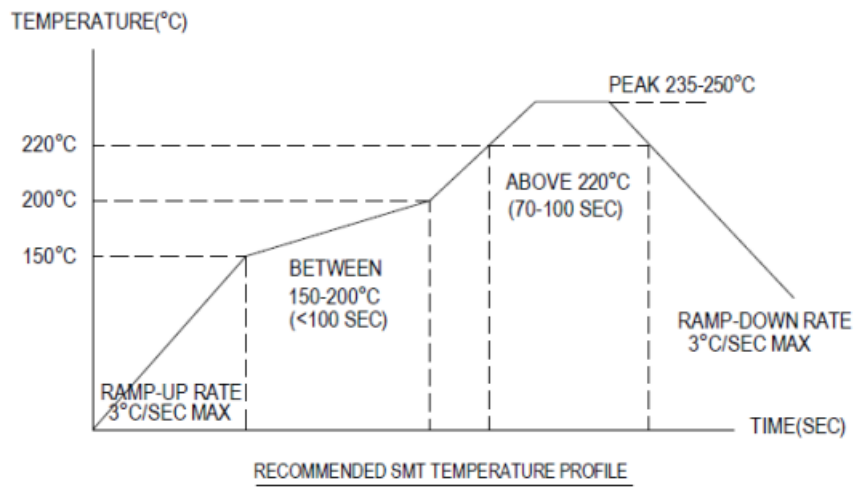 TEMPERATURE(°C)
PEAK 235-250°C
220°C
ABOVE 220°C
(70-100 SEC)
200°C
150°C
BETWEEN
150-200°C
(<100 SEC)
RAMP-DOWN RATE
3°C/SEC MAX
RAMP-UP RATE
3°C/SEC MAX
TIME(SEC)
RECOMMENDED SMT TEMPERATURE PROFILE